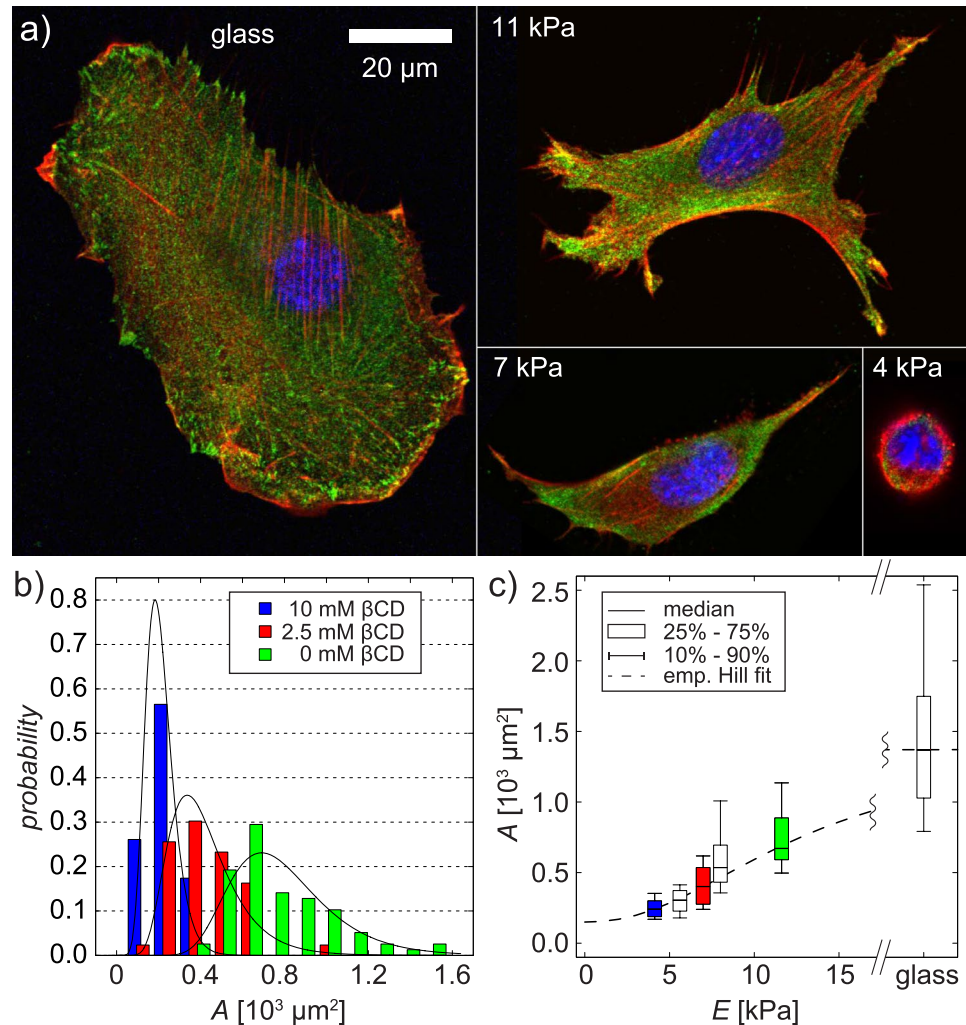 a)
glass
20 µm
11 kPa
7 kPa
4 kPa
b)
0.8
0.7
0.6
0.5
0.4
0.3
0.2
0.1
0.0
probability
10 mM βCD
2.5 mM βCD
0 mM βCD
0 0.4 0.8 1.2 1.6
A [10³ µm²]
c)
2.5
2.0
1.5
1.0
0.5
0.0
A [10³ µm²]
median
25% - 75%
10% - 90%
emp. Hill fit
0 5 10 15 glass
E [kPa]